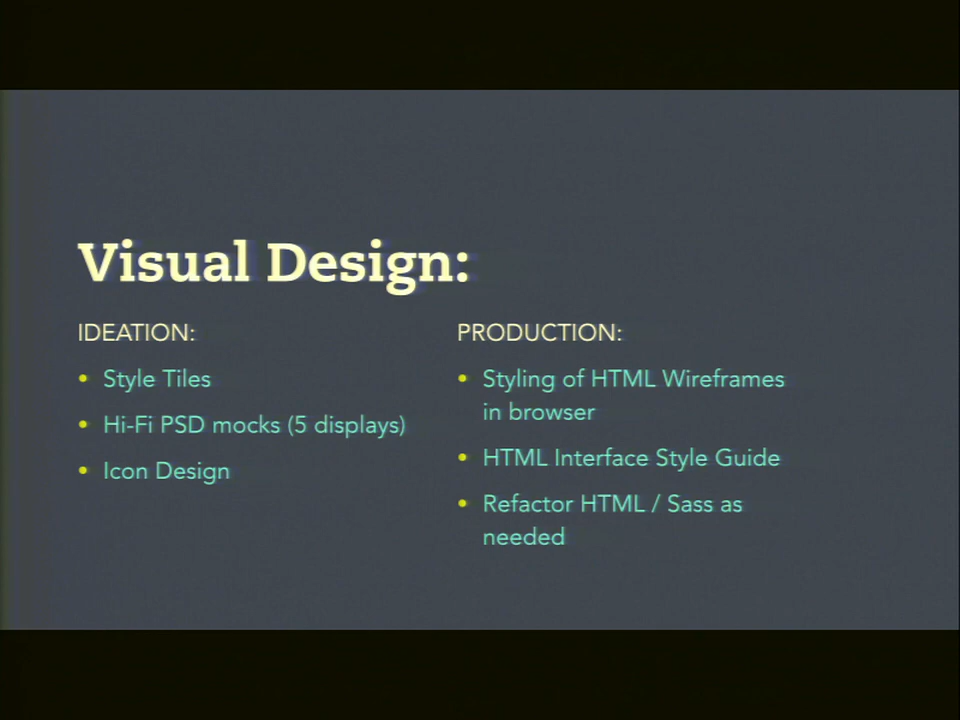 Visual Design:
IDEATION:
• Style Tiles
• Hi-Fi PSD mocks (5 displays)
• Icon Design
PRODUCTION:
• Styling of HTML Wireframes
in browser
• HTML Interface Style Guide
• Refactor HTML / Sass as
needed